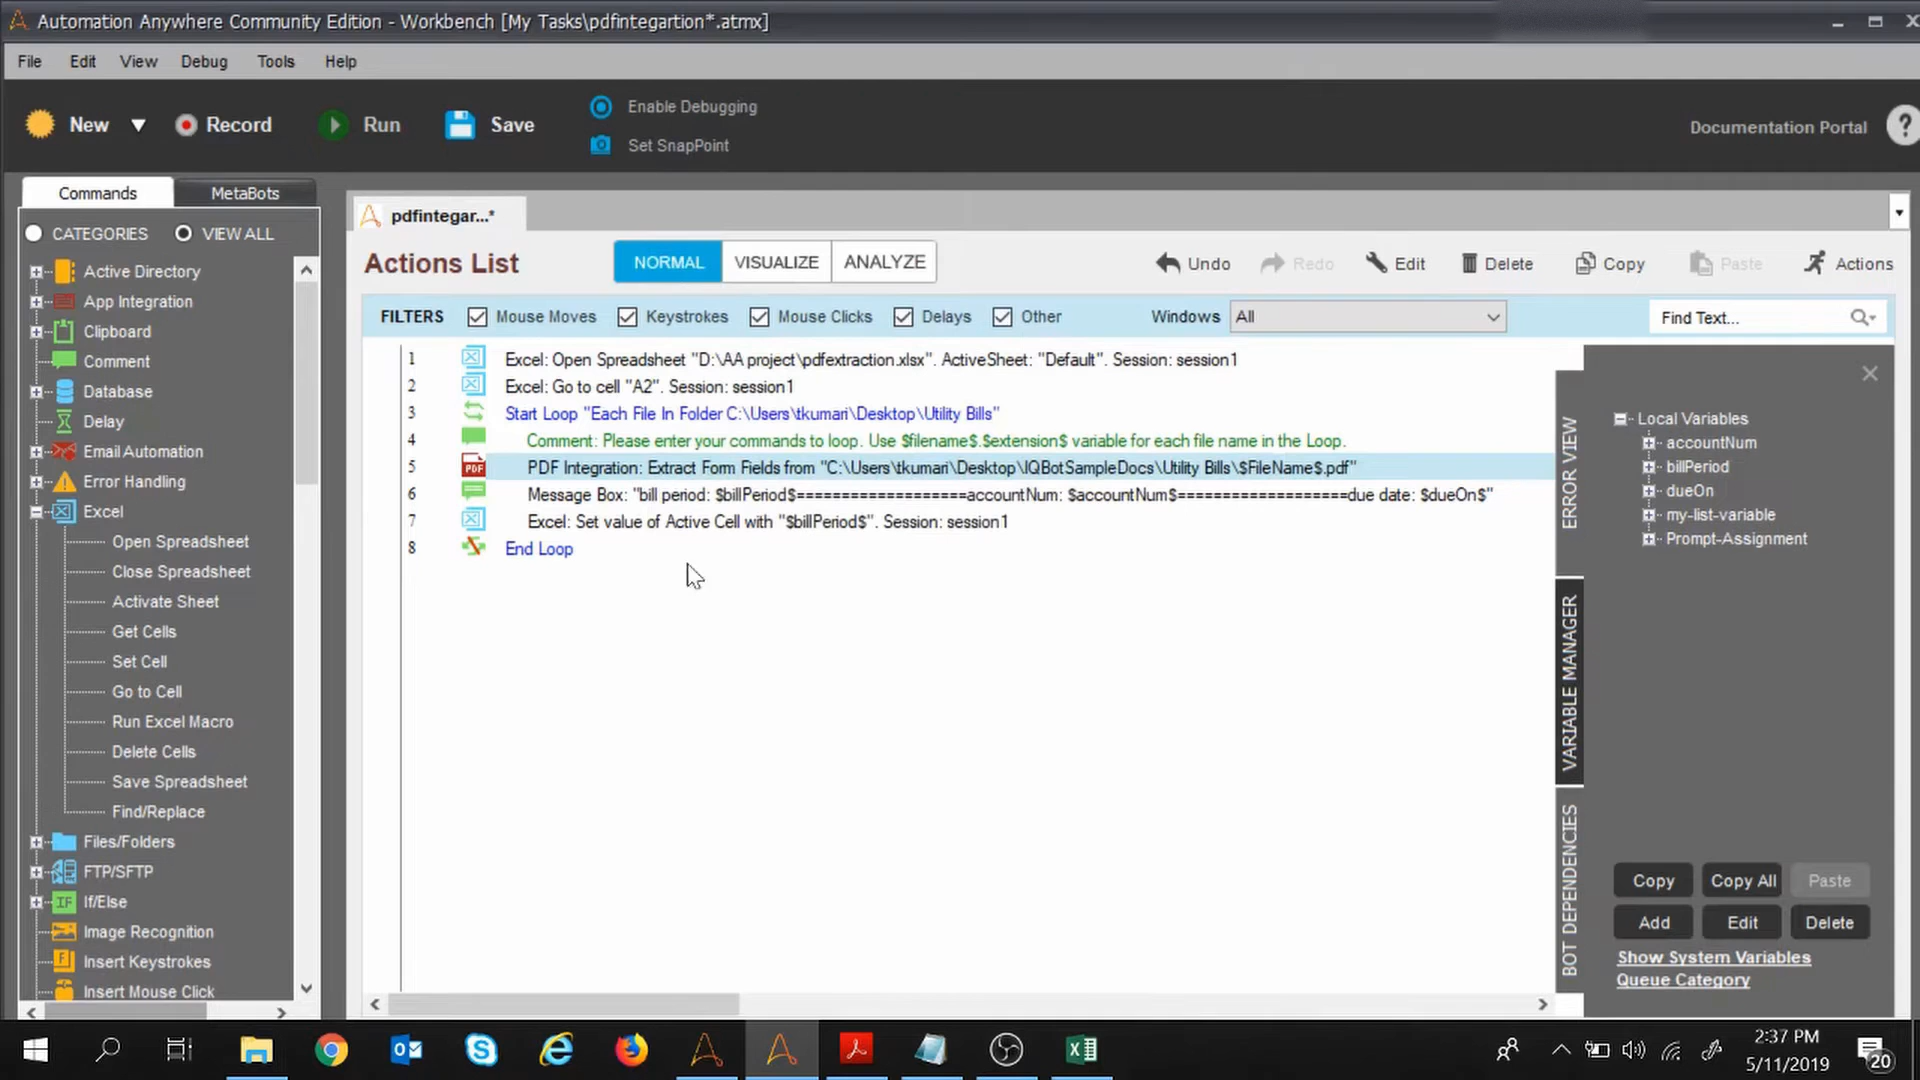 Automation Anywhere Community Edition - Workbench [My Tasks\pdfintegartion*.atmx]
File Edit View Debug Tools Help
New Record Run Save
Enable Debugging
Set SnapPoint
Documentation Portal ?
Commands MetaBots
CATEGORIES VIEW ALL
Active Directory
App Integration
Clipboard
Comment
Database
Delay
Email Automation
Error Handling
Excel
Open Spreadsheet
Close Spreadsheet
Activate Sheet
Get Cells
Set Cell
Go to Cell
Run Excel Macro
Delete Cells
Save Spreadsheet
Find/Replace
Files/Folders
FTP/SFTP
If/Else
Image Recognition
Insert Keystrokes
Insert Mouse Click
pdfintegar...*
Actions List NORMAL VISUALIZE ANALYZE Undo Redo Edit Delete Copy Paste Actions
FILTERS Mouse Moves Keystrokes Mouse Clicks Delays Other Windows All Find Text...
1 Excel: Open Spreadsheet "D:\AA project\pdfextraction.xlsx". ActiveSheet: "Default". Session: session1
2 Excel: Go to cell "A2". Session: session1
3 Start Loop "Each File In Folder C:\Users\tkumari\Desktop\Utility Bills"
4 Comment: Please enter your commands to loop. Use $filename$.$extension$ variable for each file name in the Loop.
5 PDF Integration: Extract Form Fields from "C:\Users\tkumari\Desktop\IQBotSampleDocs\Utility Bills\$FileName$.pdf"
6 Message Box: "bill period: $billPeriod$===================accountNum: $accountNum$===================due date: $dueOn$"
7 Excel: Set value of Active Cell with "$billPeriod$". Session: session1
8 End Loop
ERROR VIEW
VARIABLE MANAGER
BOT DEPENDENCIES
Local Variables
accountNum
billPeriod
dueOn
my-list-variable
Prompt-Assignment
Copy Copy All Paste
Add Edit Delete
Show System Variables
Queue Category
2:37 PM
5/11/2019
20